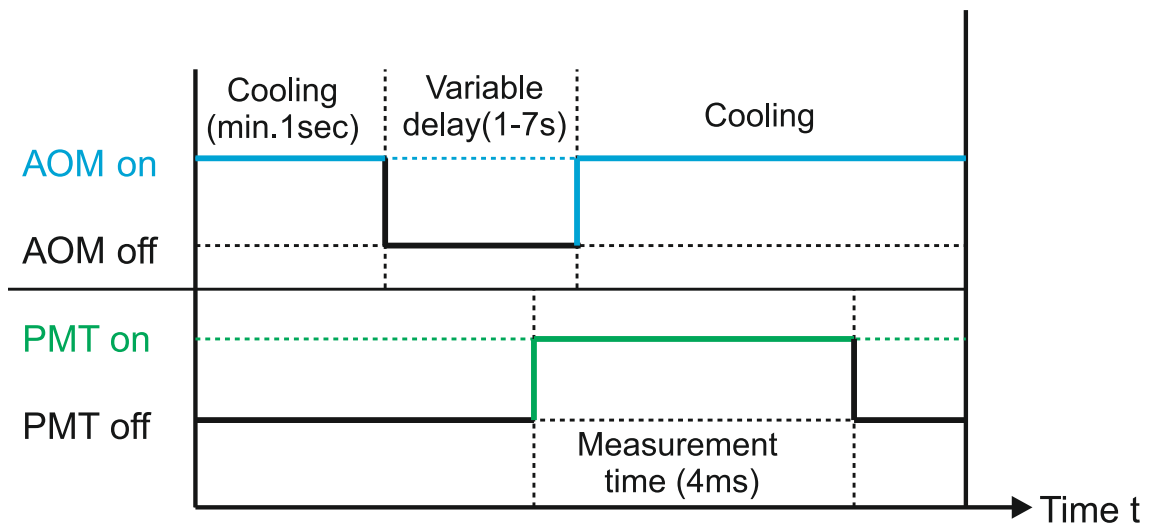 Cooling
(min.1sec)
Variable
delay(1-7s)
Cooling
AOM on
AOM off
PMT on
PMT off
Measurement
time (4ms)
Time t